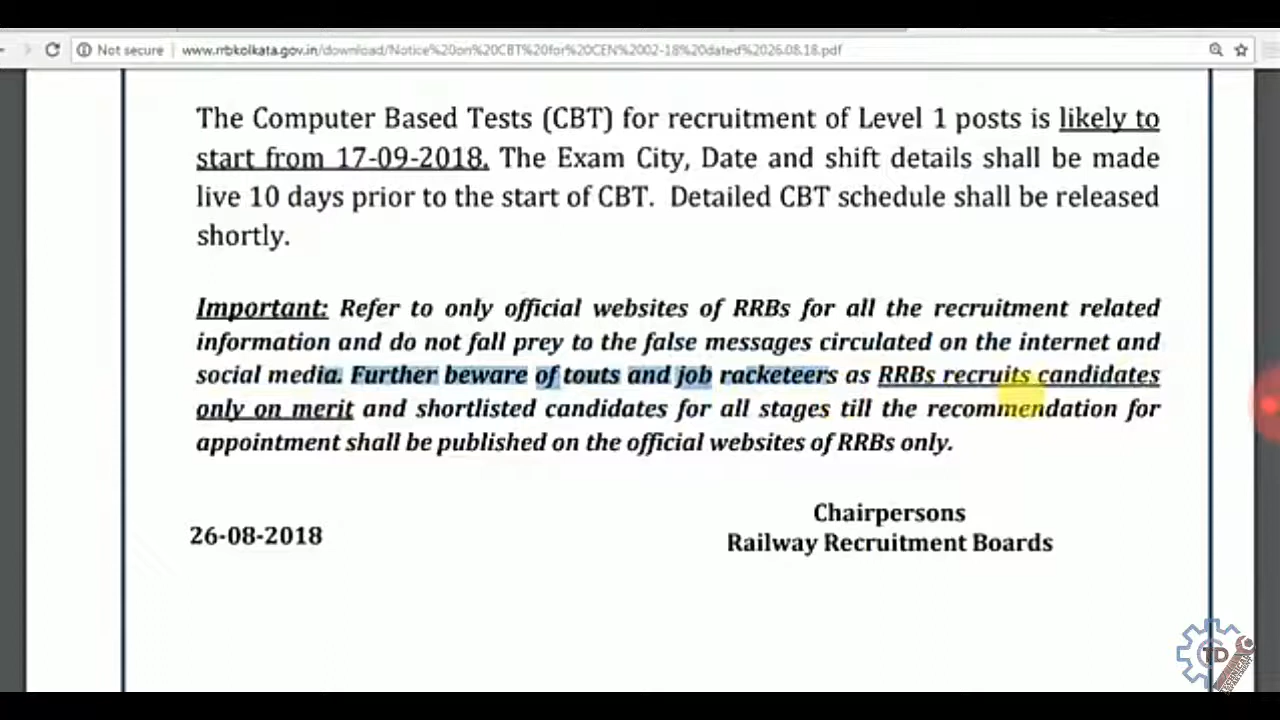 Not secure www.rrbkolkata.gov.in/download/Notice%20on%20CBT%20for%20CEN%2002-18%20dated%2026.08.18.pdf
The Computer Based Tests (CBT) for recruitment of Level 1 posts is likely to
start from 17-09-2018. The Exam City, Date and shift details shall be made
live 10 days prior to the start of CBT. Detailed CBT schedule shall be released
shortly.
Important: Refer to only official websites of RRBs for all the recruitment related
information and do not fall prey to the false messages circulated on the internet and
social media. Further beware of touts and job racketeers as RRBs recruits candidates
only on merit and shortlisted candidates for all stages till the recommendation for
appointment shall be published on the official websites of RRBs only.
Chairpersons
26-08-2018
Railway Recruitment Boards
TD